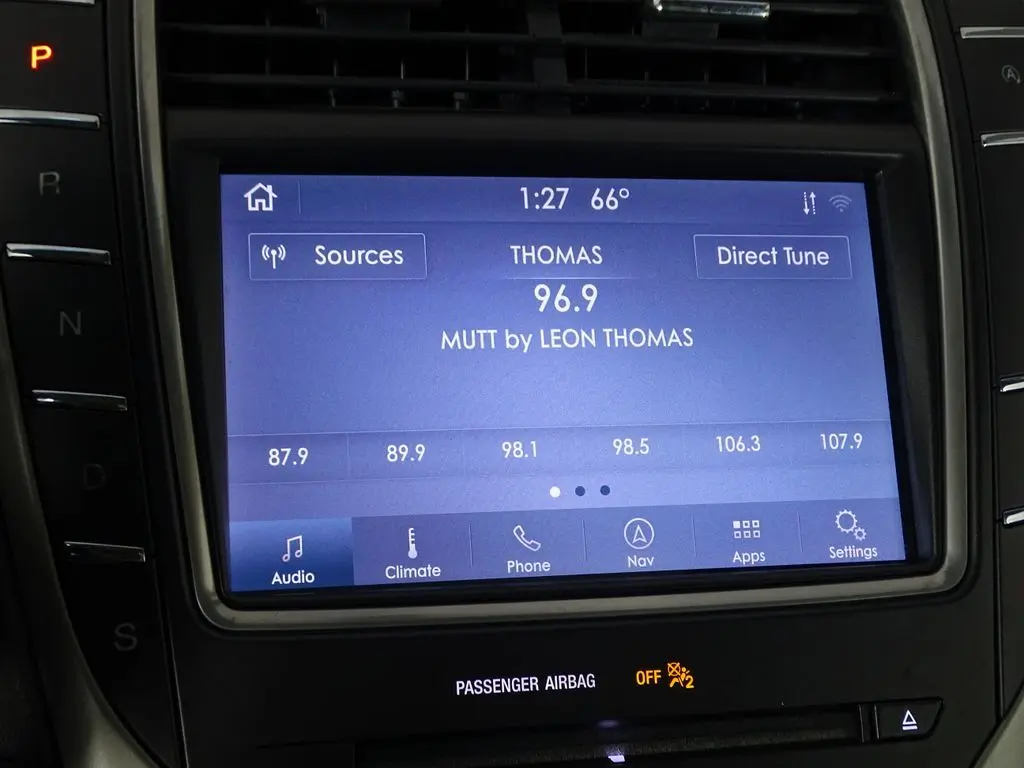 P
R
N
D
S
1:27 66°
Sources
THOMAS
Direct Tune
96.9
MUTT by LEON THOMAS
87.9 89.9 98.1 98.5 106.3 107.9
Audio Climate Phone Nav Apps Settings
PASSENGER AIRBAG OFF 2